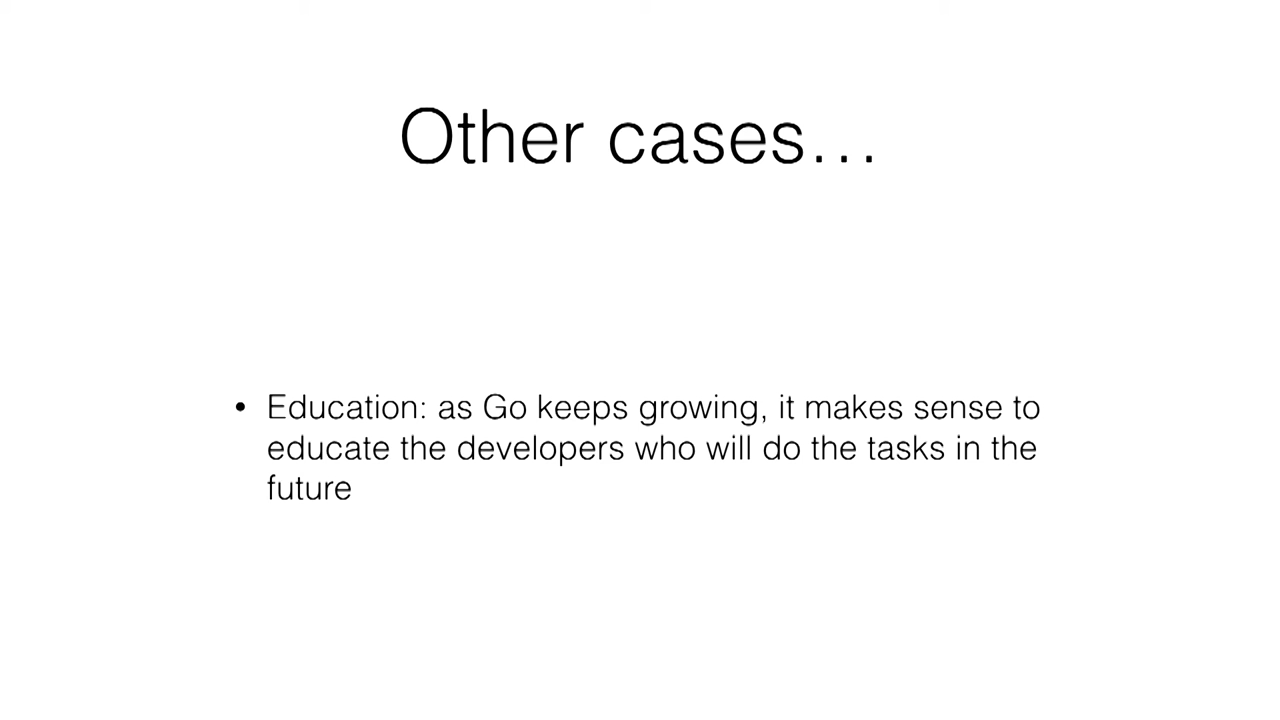 Other cases…
• Education: as Go keeps growing, it makes sense to
educate the developers who will do the tasks in the
future